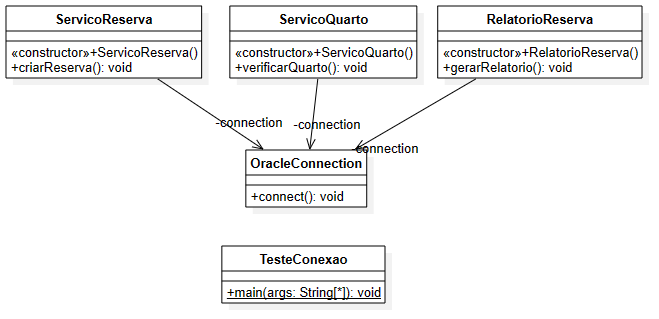 ServicoReserva
«constructor»+ServicoReserva()
+criarReserva(): void
ServicoQuarto
«constructor»+ServicoQuarto()
+verificarQuarto(): void
RelatorioReserva
«constructor»+RelatorioReserva()
+gerarRelatorio(): void
-connection
-connection
-connection
OracleConnection
+connect(): void
TesteConexao
+main(args: String[*]): void